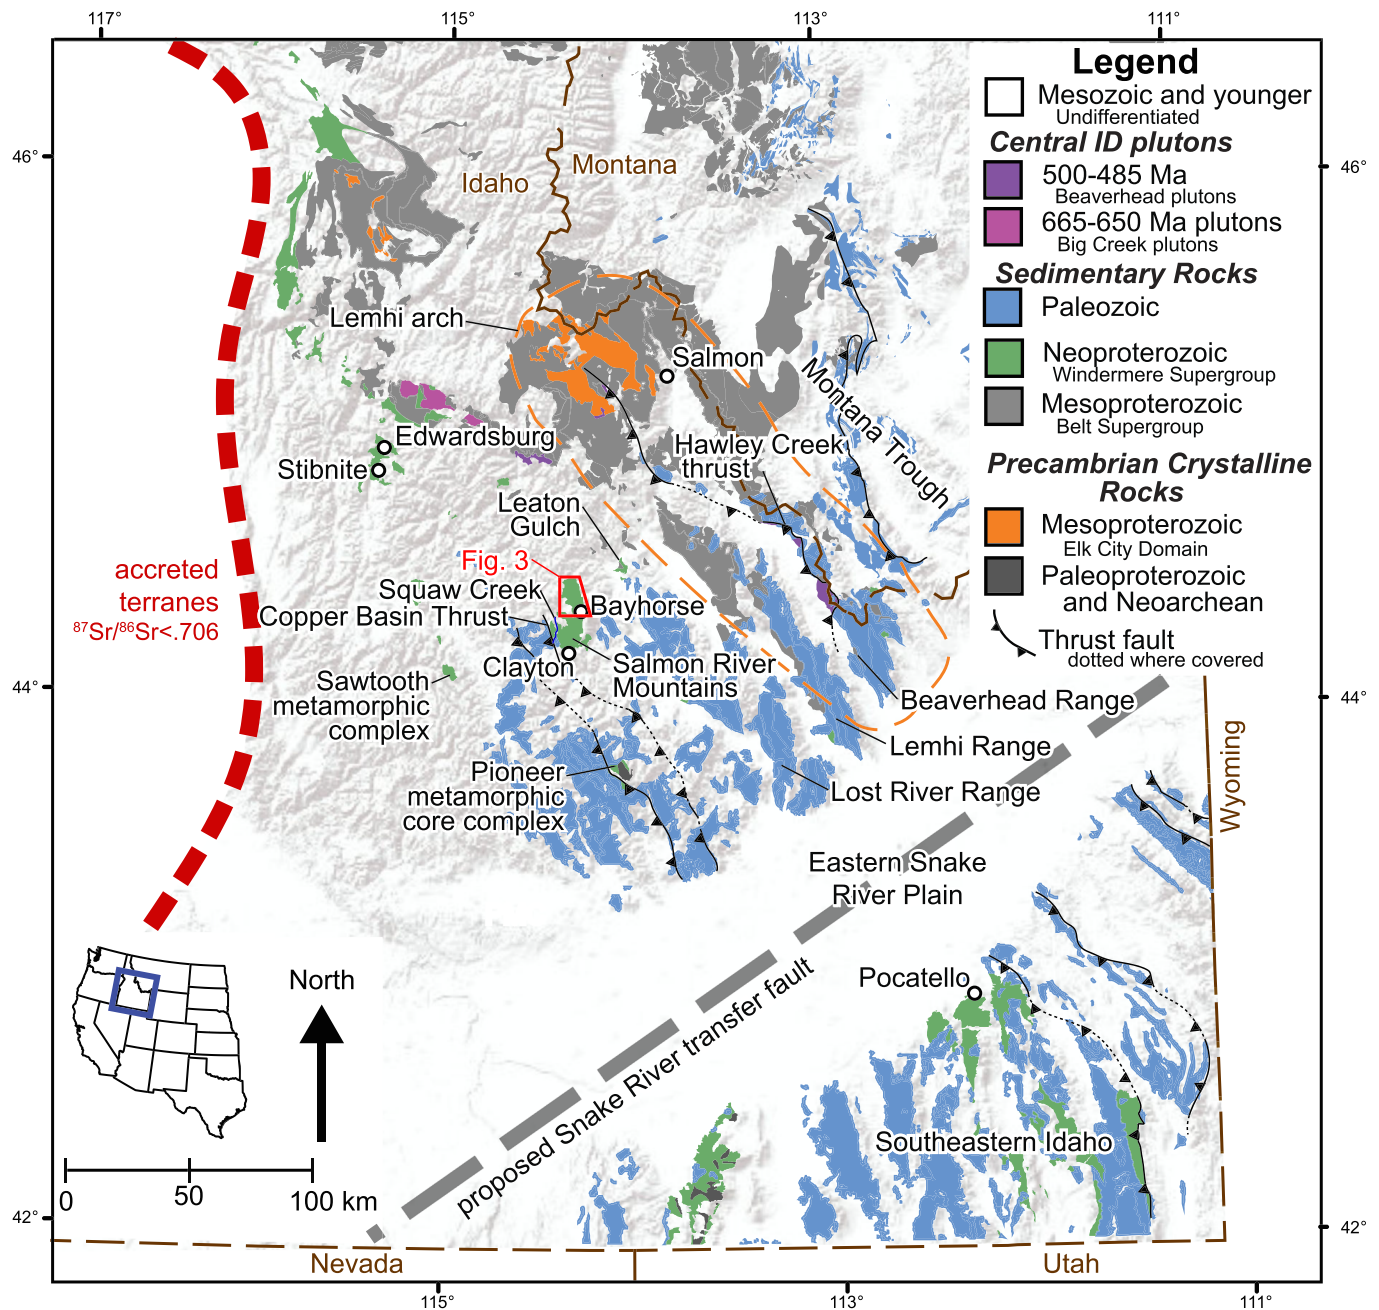 117°
115°
113°
111°
46°
46°
44°
44°
42°
42°
115°
113°
111°
Legend
Mesozoic and younger
Undifferentiated
Central ID plutons
500-485 Ma
Beaverhead plutons
665-650 Ma plutons
Big Creek plutons
Sedimentary Rocks
Paleozoic
Neoproterozoic
Windermere Supergroup
Mesoproterozoic
Belt Supergroup
Precambrian Crystalline
Rocks
Mesoproterozoic
Elk City Domain
Paleoproterozoic
and Neoarchean
Thrust fault
dotted where covered
Idaho
Montana
Lemhi arch
Salmon
Montana Trough
Hawley Creek
thrust
Edwardsburg
Stibnite
Leaton
Gulch
Fig. 3
Squaw Creek
Copper Basin Thrust
Bayhorse
Clayton
Salmon River
Mountains
accreted
terranes
⁸⁷Sr/⁸⁶Sr<.706
Sawtooth
metamorphic
complex
Beaverhead Range
Lemhi Range
Lost River Range
Pioneer
metamorphic
core complex
Wyoming
Eastern Snake
River Plain
Pocatello
proposed Snake River transfer fault
Southeastern Idaho
North
0 50 100 km
Nevada
Utah